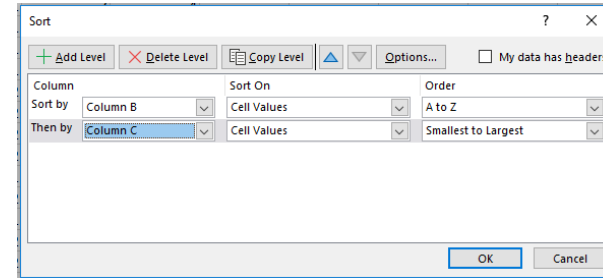 Sort ? X
Add Level Delete Level Copy Level Options... My data has headers
Column Sort On Order
Sort by Column B Cell Values A to Z
Then by Column C Cell Values Smallest to Largest
OK Cancel